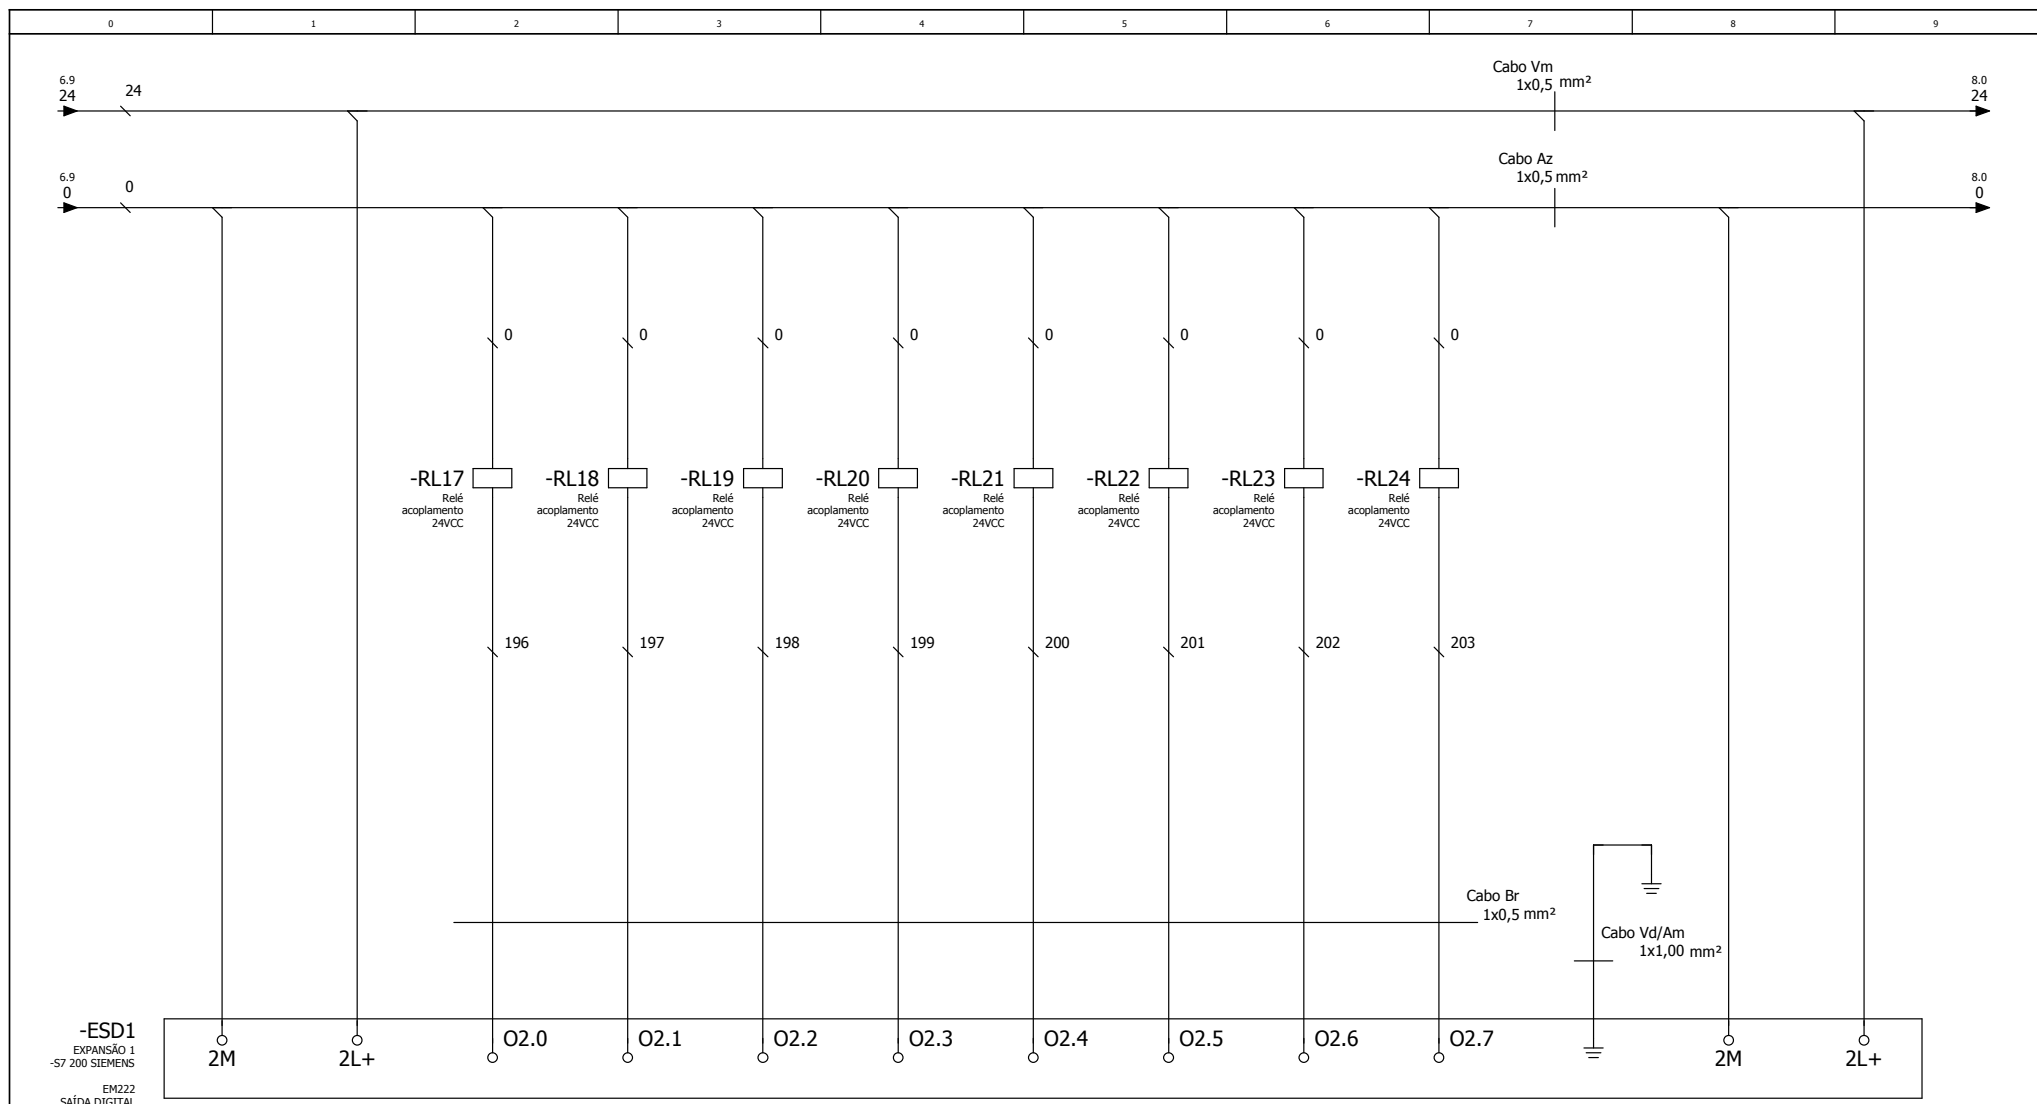 0 1 2 3 4 5 6 7 8 9
6.9
24
24
Cabo Vm
1x0,5 mm²
8.0
24
6.9
0
0
Cabo Az
1x0,5 mm²
8.0
0
0 0 0 0 0 0 0 0
-RL17
Relé
acoplamento
24VCC
-RL18
Relé
acoplamento
24VCC
-RL19
Relé
acoplamento
24VCC
-RL20
Relé
acoplamento
24VCC
-RL21
Relé
acoplamento
24VCC
-RL22
Relé
acoplamento
24VCC
-RL23
Relé
acoplamento
24VCC
-RL24
Relé
acoplamento
24VCC
196 197 198 199 200 201 202 203
Cabo Br
1x0,5 mm²
Cabo Vd/Am
1x1,00 mm²
-ESD1
EXPANSÃO 1
-S7 200 SIEMENS
EM222
SAÍDA DIGITAL
2M 2L+ O2.0 O2.1 O2.2 O2.3 O2.4 O2.5 O2.6 O2.7 2M 2L+